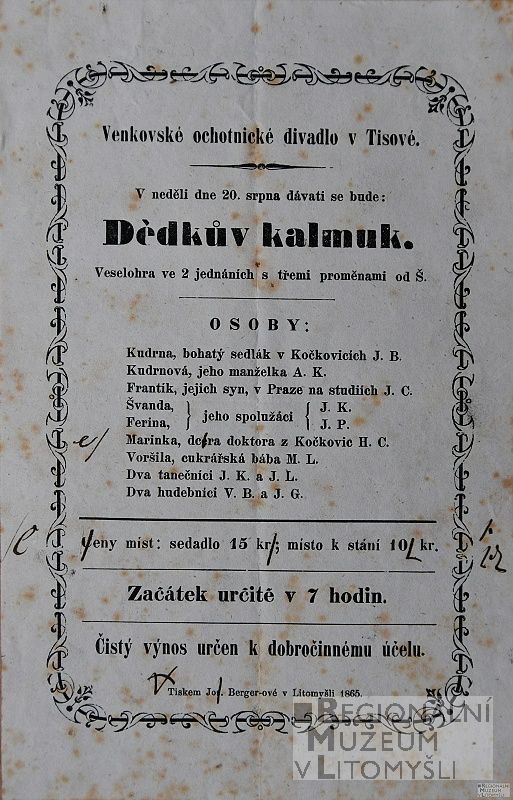 Venkovské ochotnické divadlo v Tisové.
V neděli dne 20. srpna dávati se bude:
Dědkův kalmuk.
Veselohra ve 2 jednáních s třemi proměnami od Š.
OSOBY:
Kudrna, bohatý sedlák v Kočkovicích J. B.
Kudrnová, jeho manželka A. K.
Frantík, jejich syn, v Praze na studiích J. C.
Švanda, } jeho spolužáci { J. K.
Ferina, } { J. P.
Marinka, dcera doktora z Kočkovic H. C.
Voršila, cukrářská bába M. L.
Dva tanečníci J. K. a J. L.
Dva hudebníci V. B. a J. G.
Ceny míst: sedadlo 15 kr; místo k stání 10 kr.
Začátek určitě v 7 hodin.
Čistý výnos určen k dobročinnému účelu.
Tiskem Jos. Berger-ové v Litomyšli 1865.
REGIONÁLNÍ
MUZEUM
V LITOMYŠLI
REGIONÁLNÍ
MUZEUM
V LITOMYŠLI